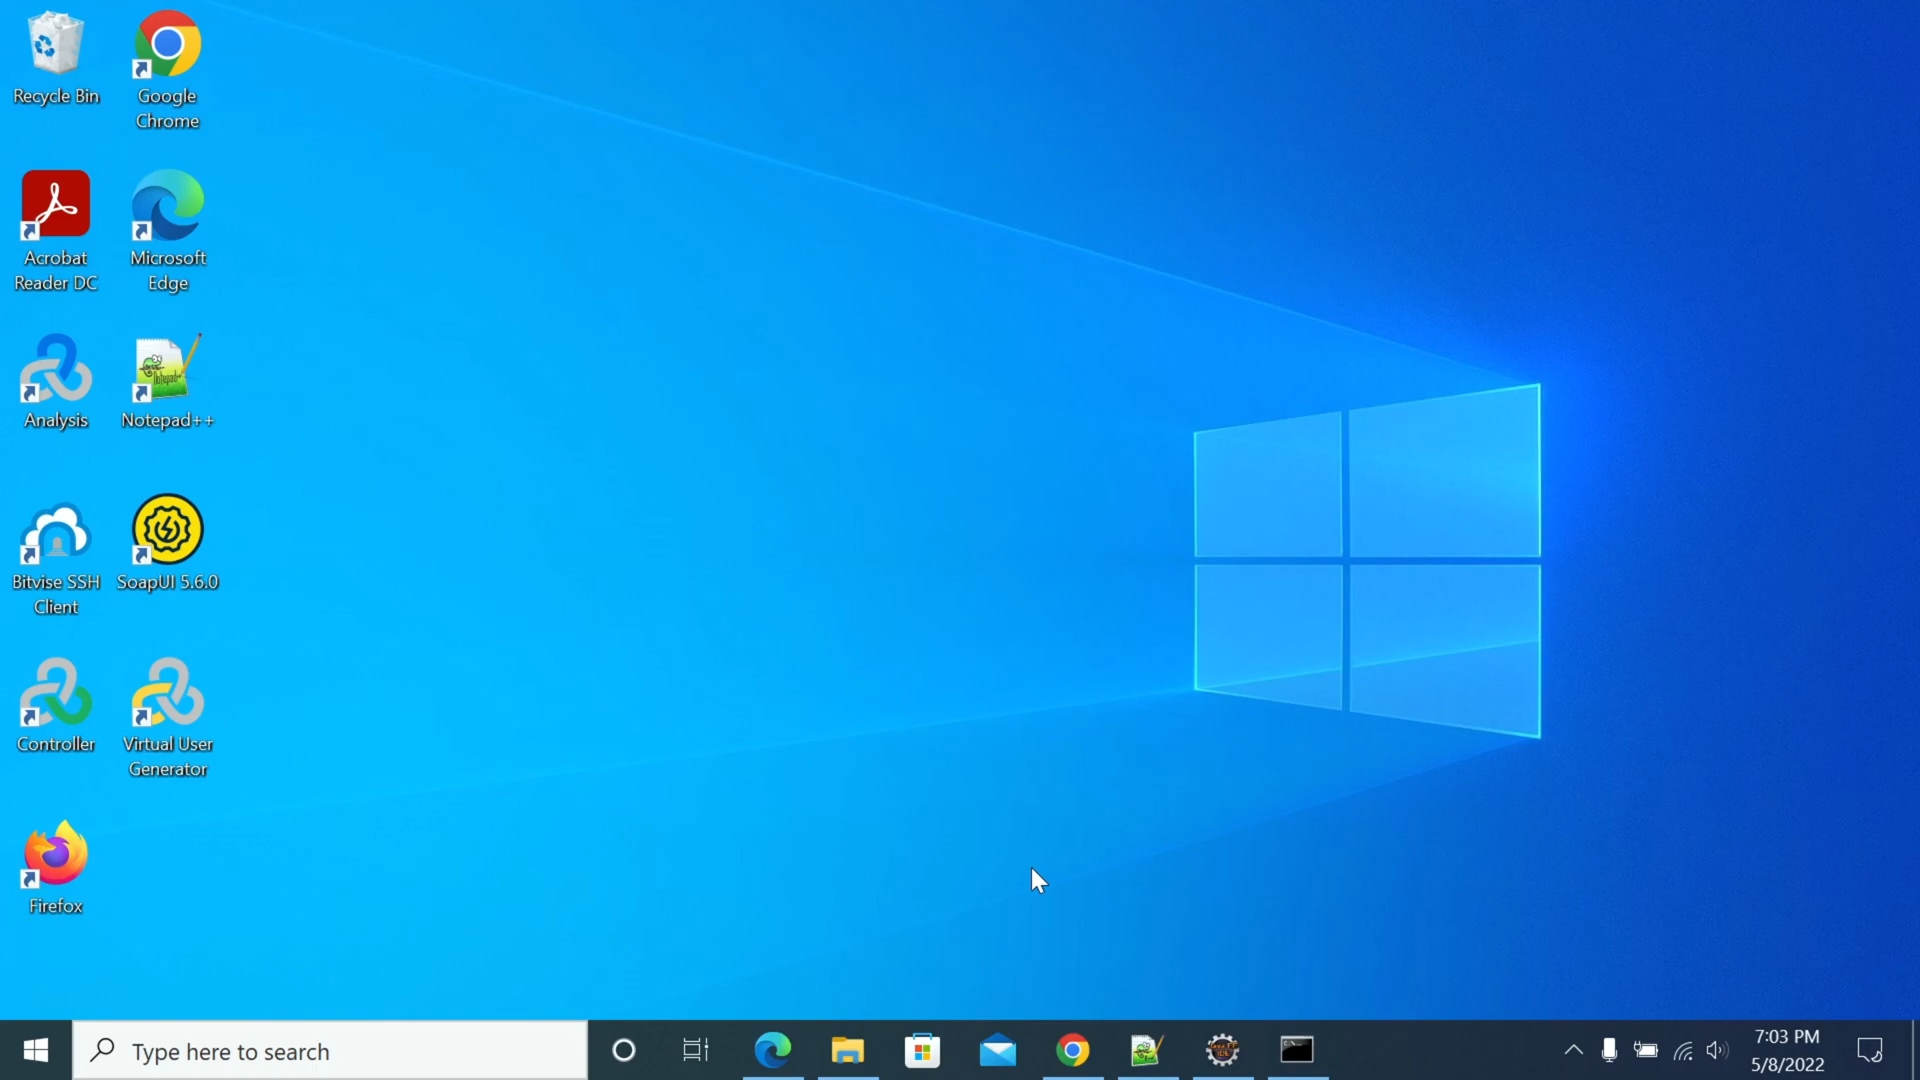 Recycle Bin
Google
Chrome
Acrobat
Reader DC
Microsoft
Edge
Analysis
Notepad++
Bitvise SSH
Client
SoapUI 5.6.0
Controller
Virtual User
Generator
Firefox
Type here to search
7:03 PM
5/8/2022